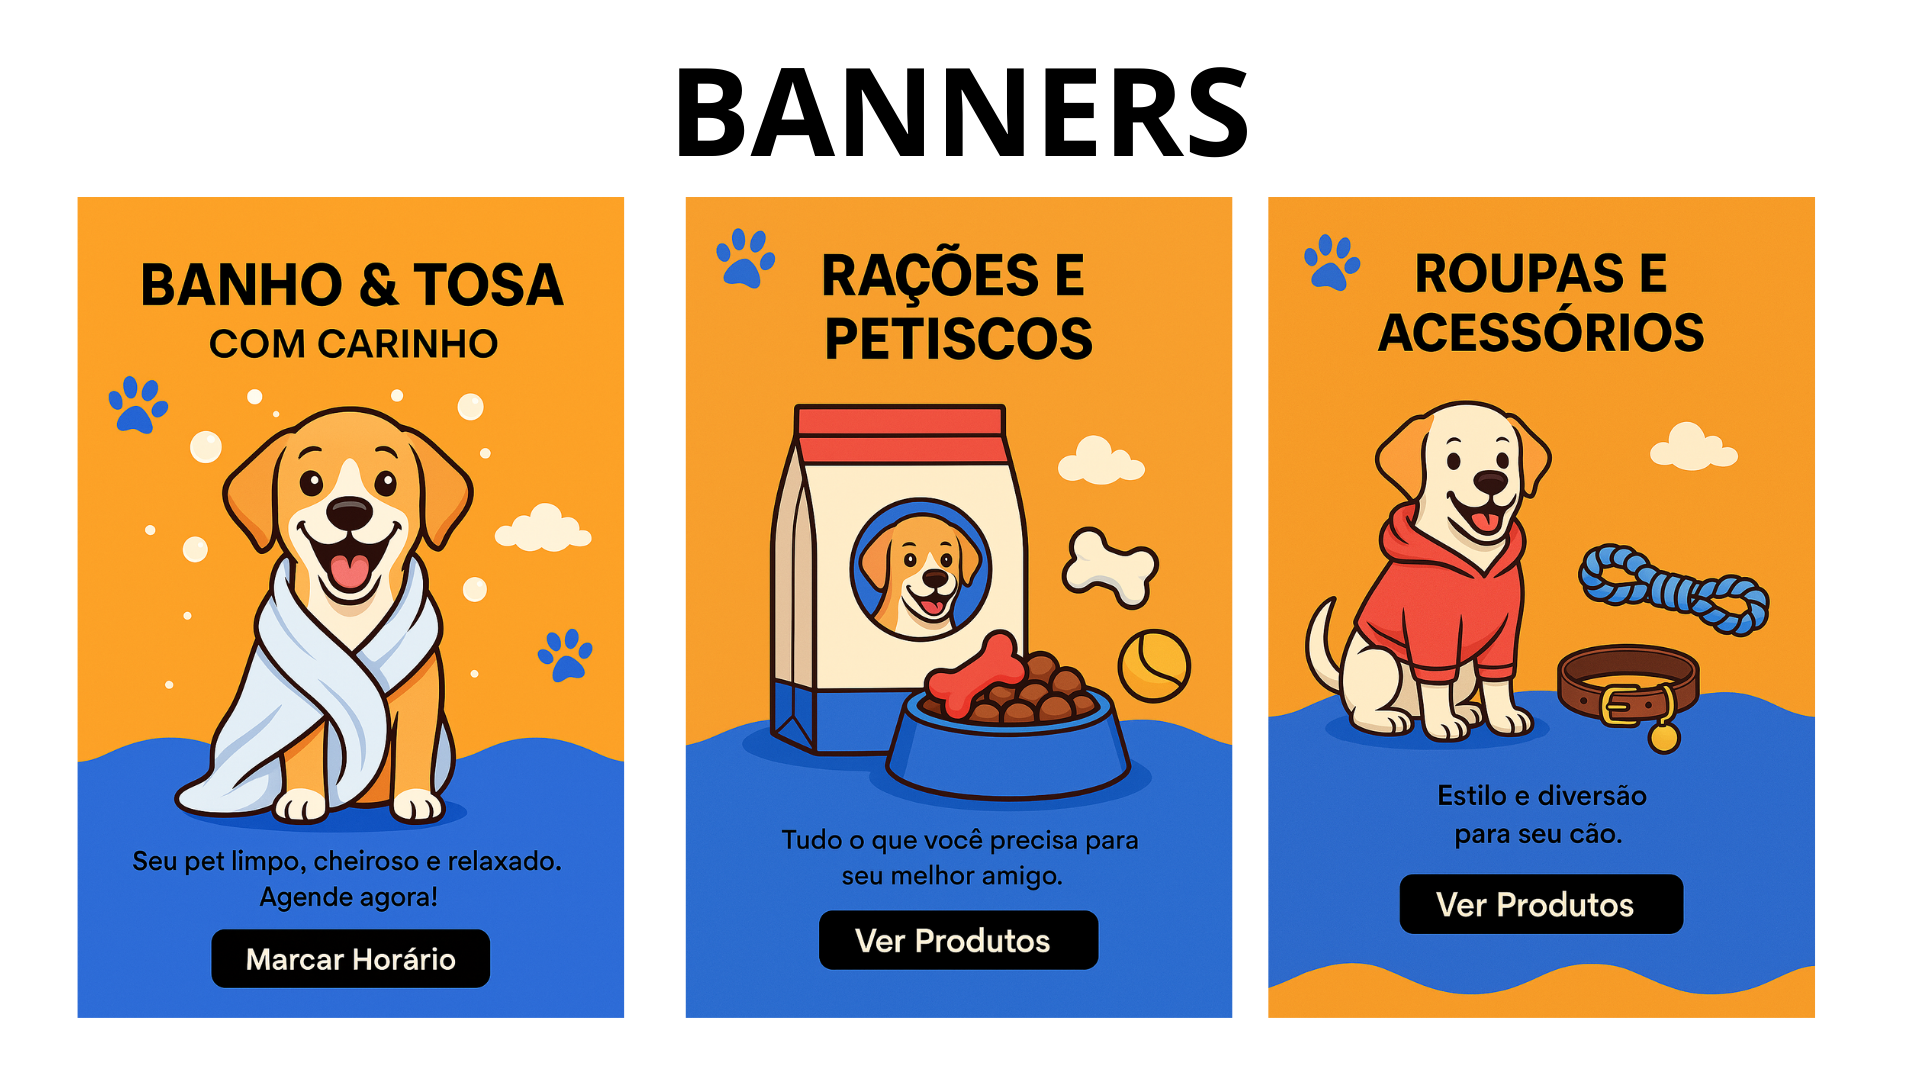 BANNERS
BANHO & TOSA
COM CARINHO
Seu pet limpo, cheiroso e relaxado.
Agende agora!
Marcar Horário
RAÇÕES E
PETISCOS
Tudo o que você precisa para
seu melhor amigo.
Ver Produtos
ROUPAS E
ACESSÓRIOS
Estilo e diversão
para seu cão.
Ver Produtos